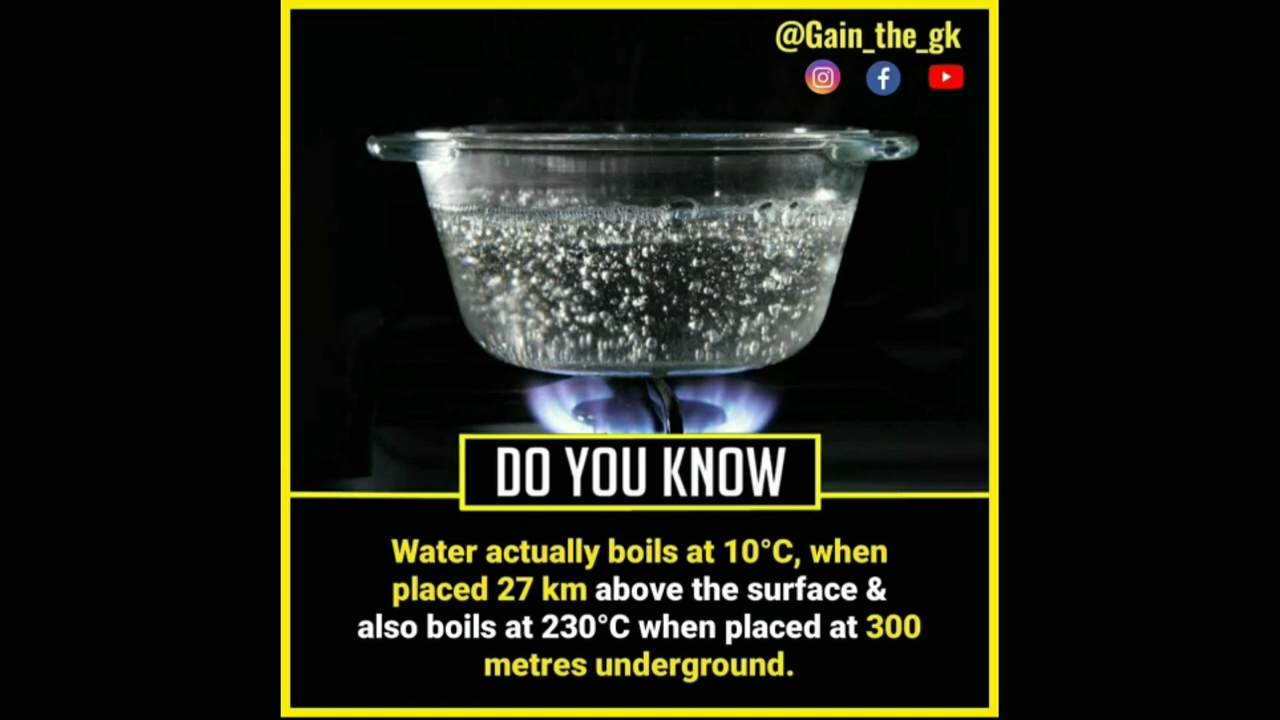 @Gain_the_gk
DO YOU KNOW
Water actually boils at 10°C, when
placed 27 km above the surface &
also boils at 230°C when placed at 300
metres underground.